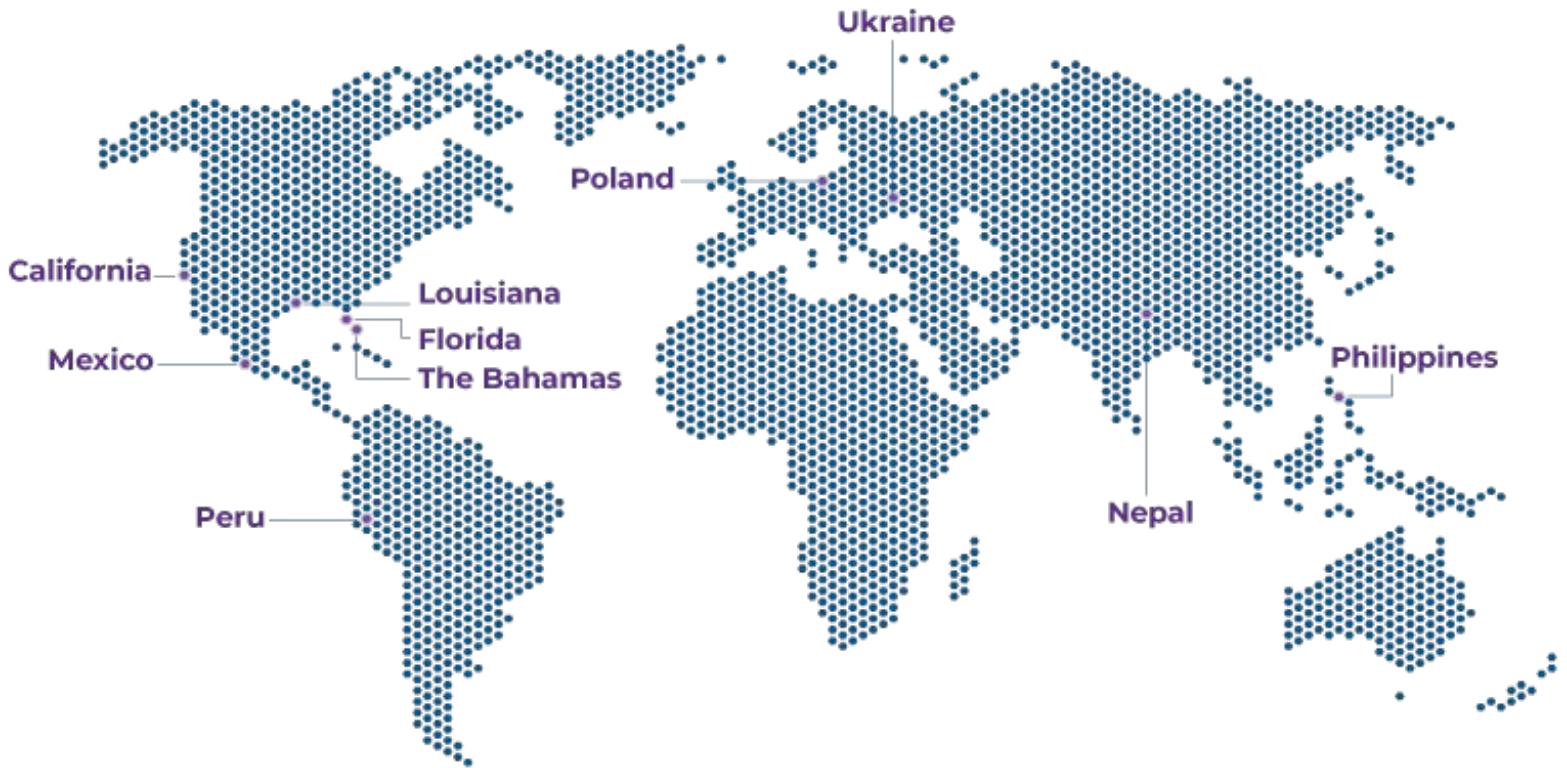 Ukraine
Poland
California
Louisiana
Florida
Mexico
The Bahamas
Philippines
Peru
Nepal